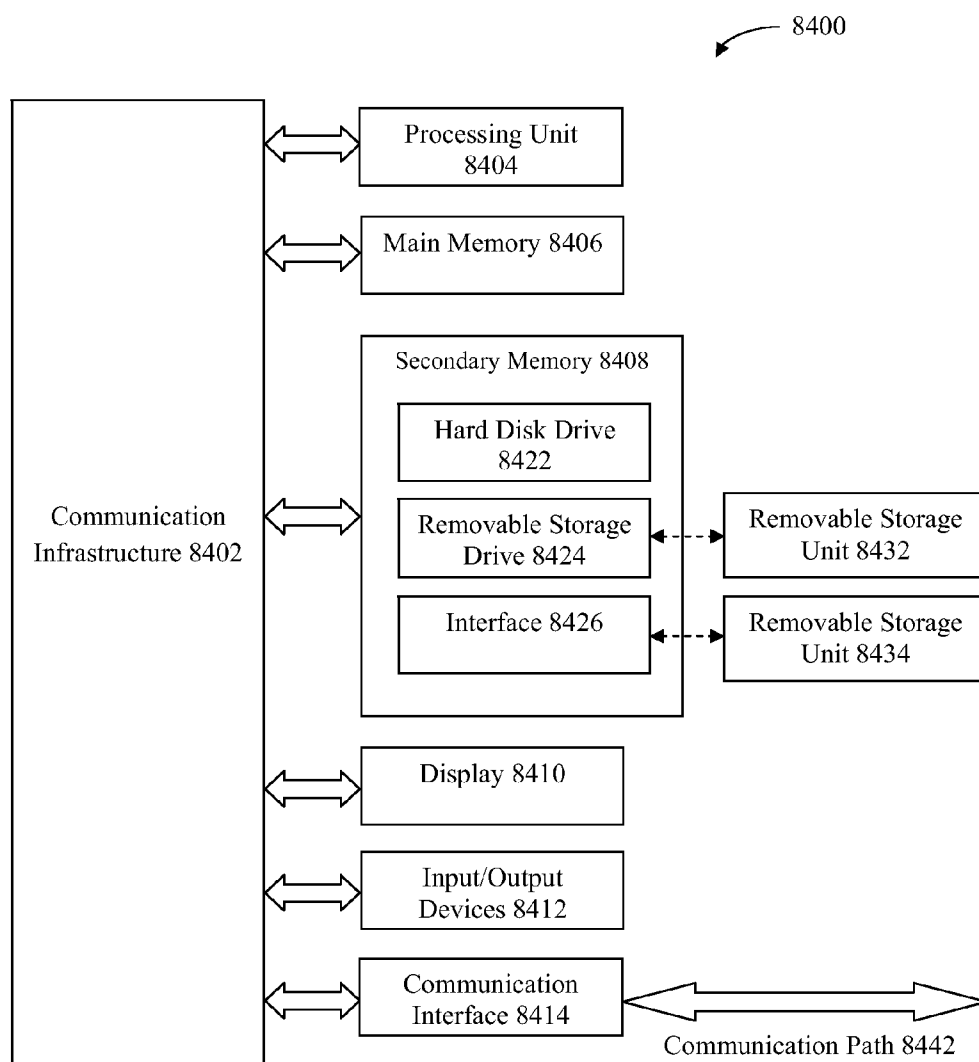 8400
Processing Unit
8404
Main Memory 8406
Secondary Memory 8408
Hard Disk Drive
8422
Removable Storage
Drive 8424
Removable Storage
Unit 8432
Interface 8426
Removable Storage
Unit 8434
Communication
Infrastructure 8402
Display 8410
Input/Output
Devices 8412
Communication
Interface 8414
Communication Path 8442